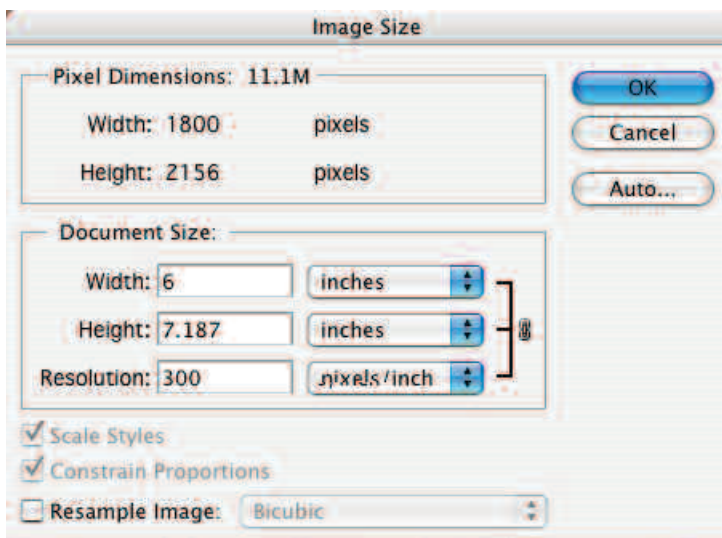 Image Size
Pixel Dimensions: 11.1M
OK
Width: 1800 pixels
Cancel
Height: 2156 pixels
Auto...
Document Size:
Width: 6 inches
Height: 7.187 inches
Resolution: 300 pixels/inch
Scale Styles
Constrain Proportions
Resample Image: Bicubic